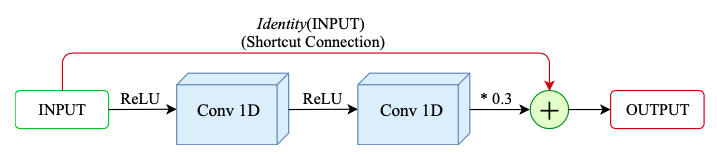 Identity(INPUT)
(Shortcut Connection)
INPUT
ReLU
Conv 1D
ReLU
Conv 1D
* 0.3
+
OUTPUT